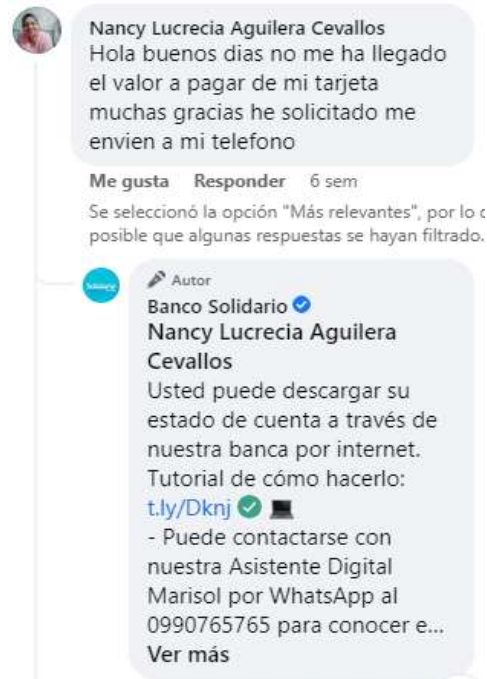 Nancy Lucrecia Aguilera Cevallos
Hola buenos dias no me ha llegado
el valor a pagar de mi tarjeta
muchas gracias he solicitado me
envien a mi telefono
Me gusta Responder 6 sem
Se seleccionó la opción "Más relevantes", por lo
posible que algunas respuestas se hayan filtrado.
Autor
Banco Solidario
Nancy Lucrecia Aguilera
Cevallos
Usted puede descargar su
estado de cuenta a través de
nuestra banca por internet.
Tutorial de cómo hacerlo:
t.ly/Dknj
- Puede contactarse con
nuestra Asistente Digital
Marisol por WhatsApp al
0990765765 para conocer e...
Ver más